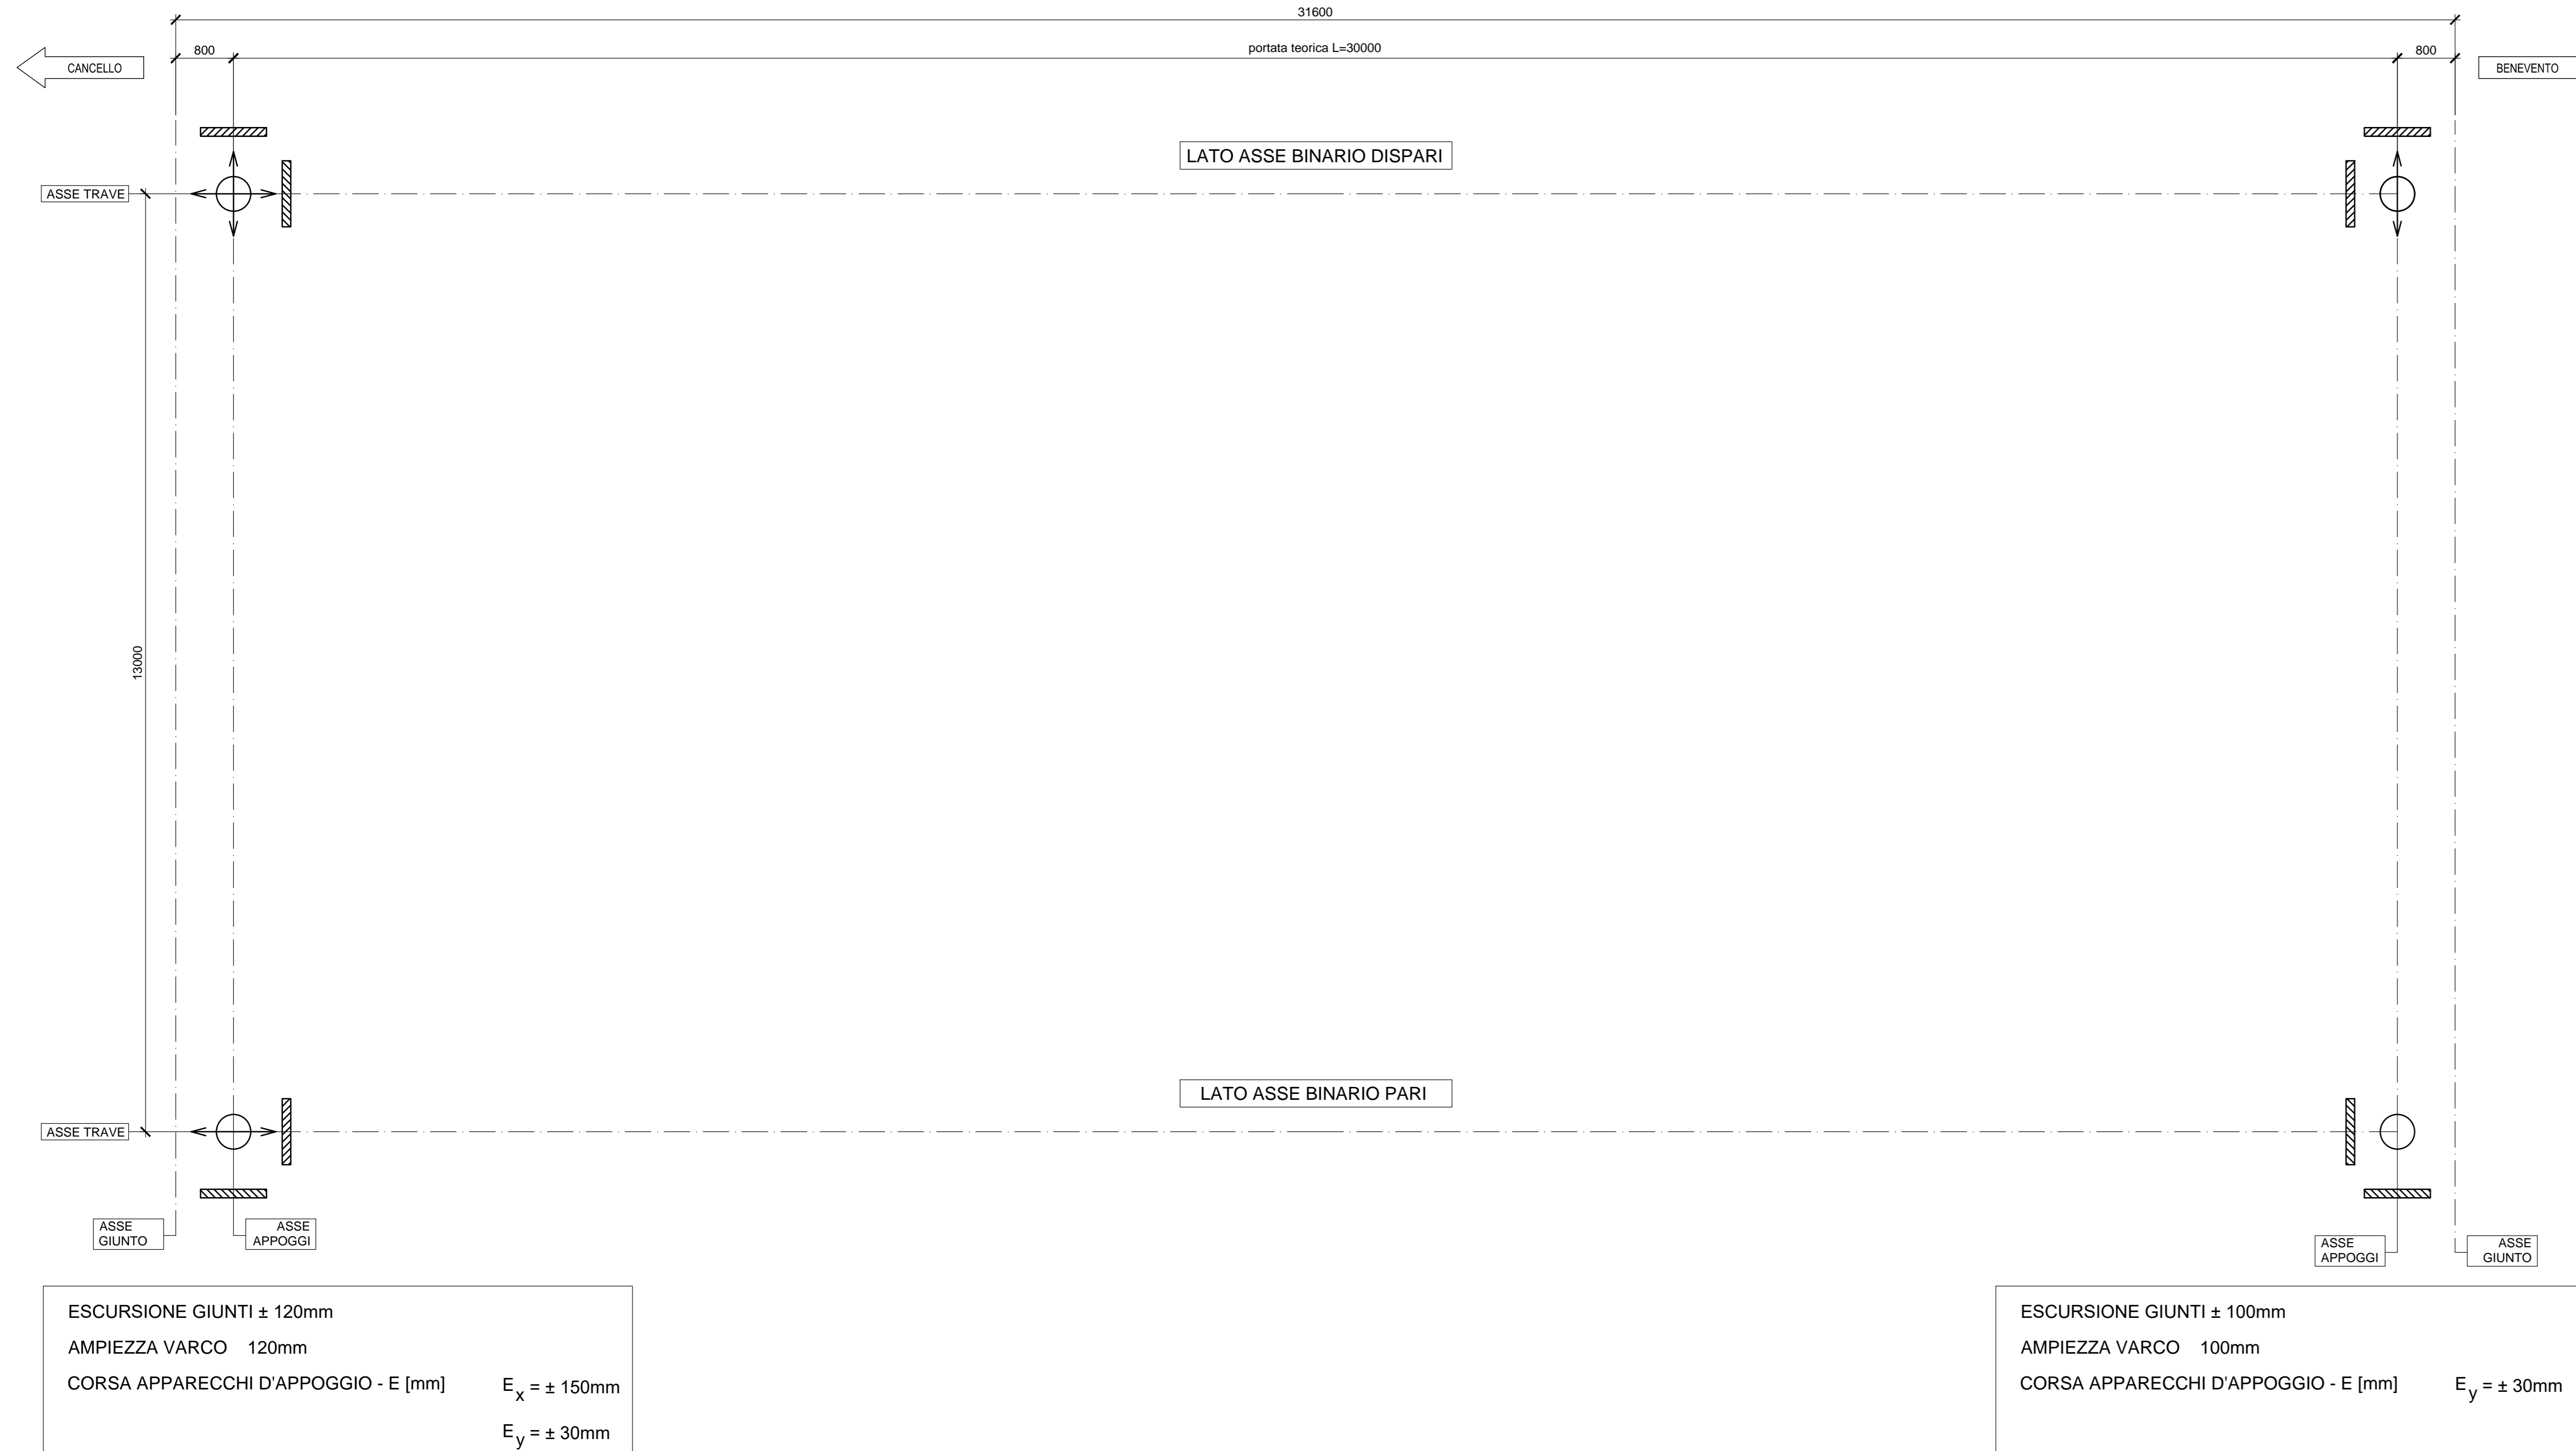 31600
800
portata teorica L=30000
800
CANCELLO
BENEVENTO
LATO ASSE BINARIO DISPARI
ASSE TRAVE
13000
LATO ASSE BINARIO PARI
ASSE TRAVE
ASSE
GIUNTO
ASSE
APPOGGI
ASSE
APPOGGI
ASSE
GIUNTO
ESCURSIONE GIUNTI ± 120mm
AMPIEZZA VARCO 120mm
CORSA APPARECCHI D'APPOGGIO - E [mm] Ex = ± 150mm
Ey = ± 30mm
ESCURSIONE GIUNTI ± 100mm
AMPIEZZA VARCO 100mm
CORSA APPARECCHI D'APPOGGIO - E [mm] Ey = ± 30mm